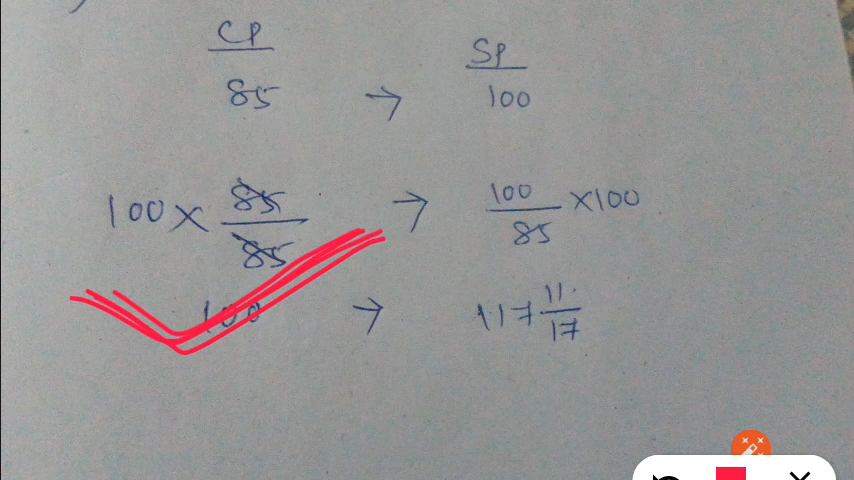 CP SP
85 → 100
100 × 85/85 → 100/85 × 100
100 → 117 11/17